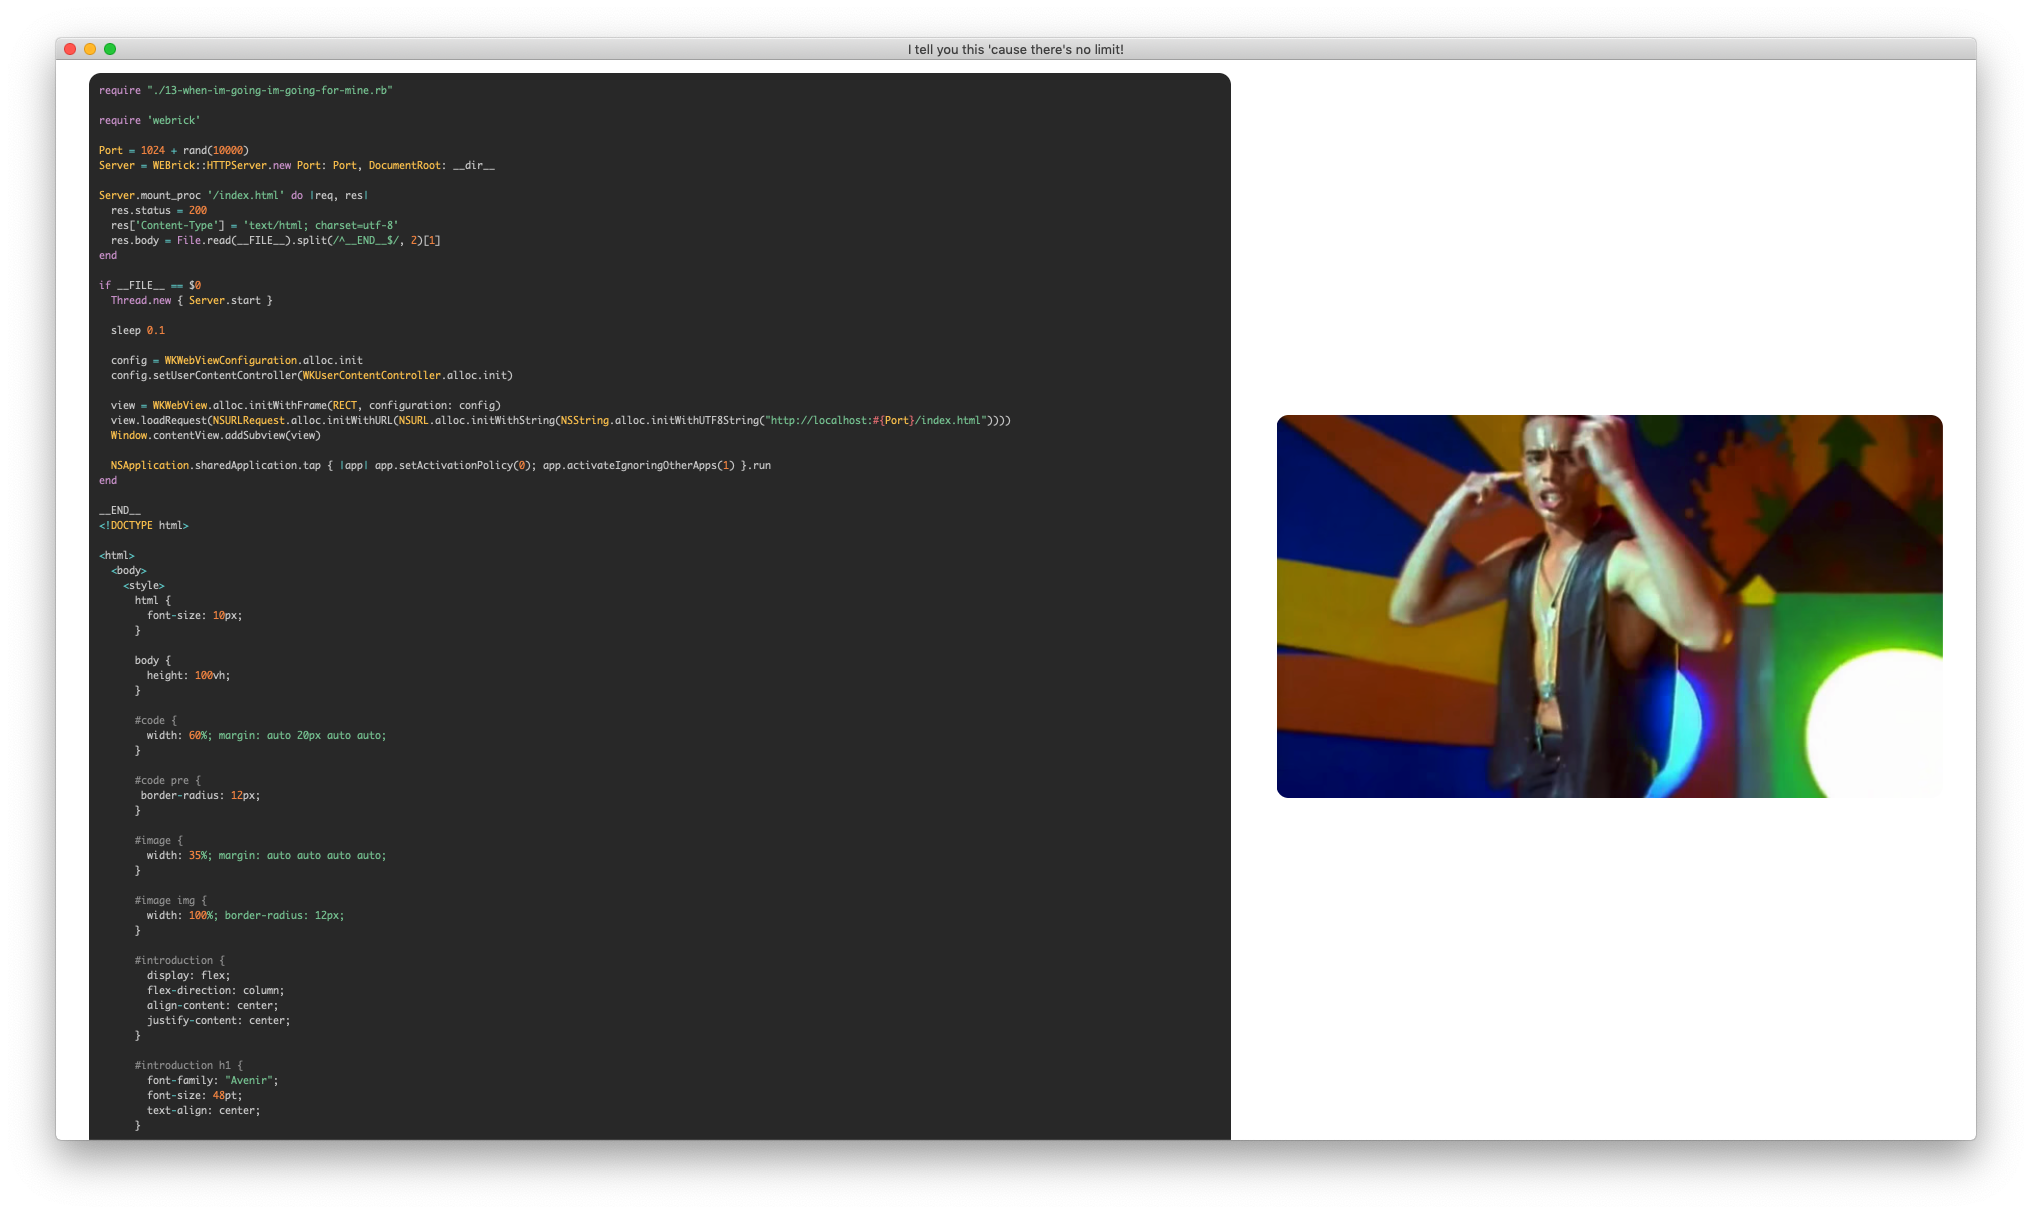 I tell you this 'cause there's no limit!
require "./13-when-im-going-im-going-for-mine.rb"
require 'webrick'
Port = 1024 + rand(10000)
Server = WEBrick::HTTPServer.new Port: Port, DocumentRoot: __dir__
Server.mount_proc '/index.html' do |req, res|
res.status = 200
res['Content-Type'] = 'text/html; charset=utf-8'
res.body = File.read(__FILE__).split(/^__END__$/, 2)[1]
end
if __FILE__ == $0
Thread.new { Server.start }
sleep 0.1
config = WKWebViewConfiguration.alloc.init
config.setUserContentController(WKUserContentController.alloc.init)
view = WKWebView.alloc.initWithFrame(RECT, configuration: config)
view.loadRequest(NSURLRequest.alloc.initWithURL(NSURL.alloc.initWithString(NSString.alloc.initWithUTF8String("http://localhost:#{Port}/index.html"))))
Window.contentView.addSubview(view)
NSApplication.sharedApplication.tap { |app| app.setActivationPolicy(0); app.activateIgnoringOtherApps(1) }.run
end
__END__
<!DOCTYPE html>
<html>
<body>
<style>
html {
font-size: 10px;
}
body {
height: 100vh;
}
#code {
width: 60%; margin: auto 20px auto auto;
}
#code pre {
border-radius: 12px;
}
#image {
width: 35%; margin: auto auto auto auto;
}
#image img {
width: 100%; border-radius: 12px;
}
#introduction {
display: flex;
flex-direction: column;
align-content: center;
justify-content: center;
}
#introduction h1 {
font-family: "Avenir";
font-size: 48pt;
text-align: center;
}